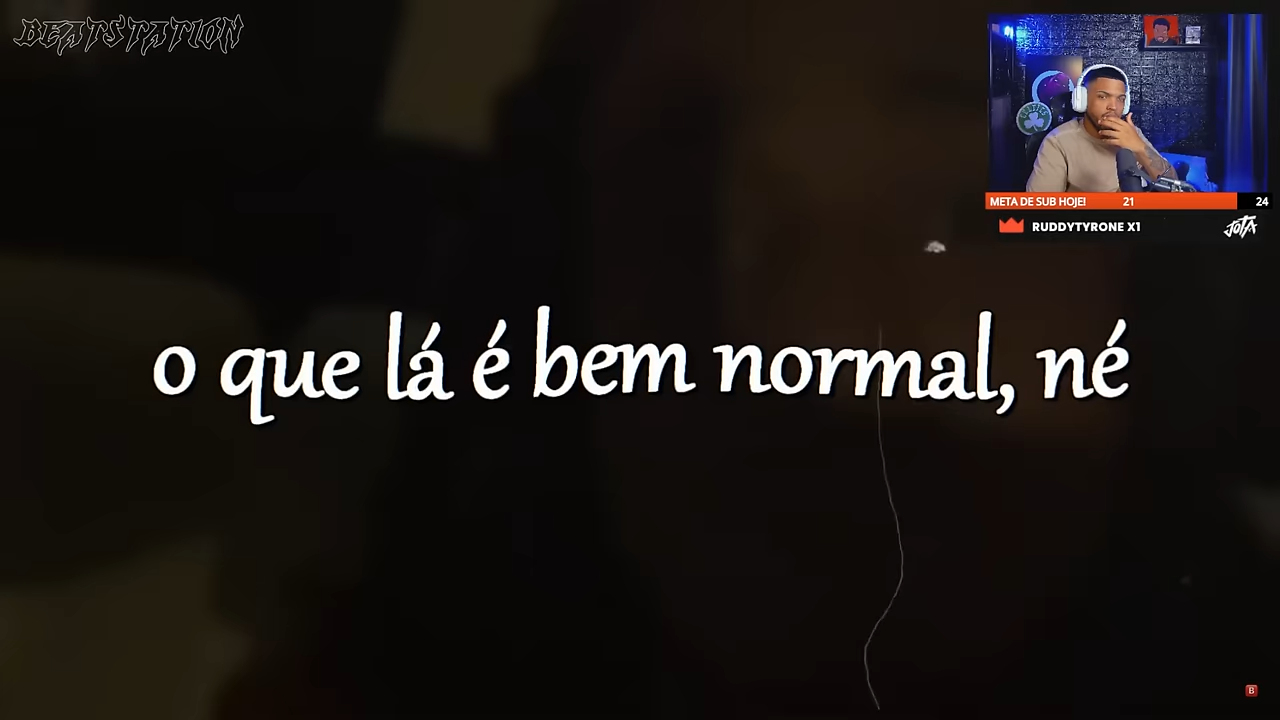 BEATSTATION
META DE SUB HOJE! 21 24
RUDDYTYRONE X1
JOTA
o que lá é bem normal, né
B